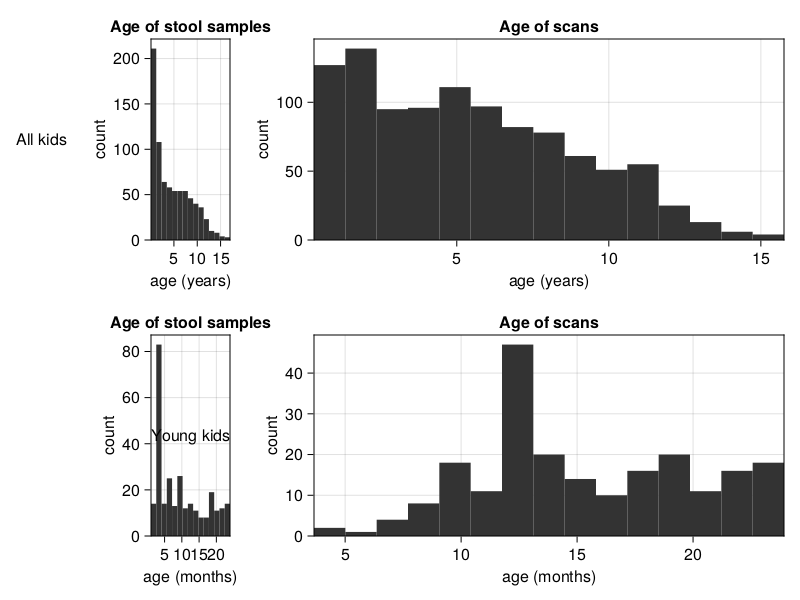 Age of stool samples
Age of scans
200
150
100
50
0
count
All kids
5 10 15
age (years)
100
50
0
count
5 10 15
age (years)
Age of stool samples
Age of scans
80
60
40
20
0
count
Young kids
5 10 15 20
age (months)
40
30
20
10
0
count
5 10 15 20
age (months)